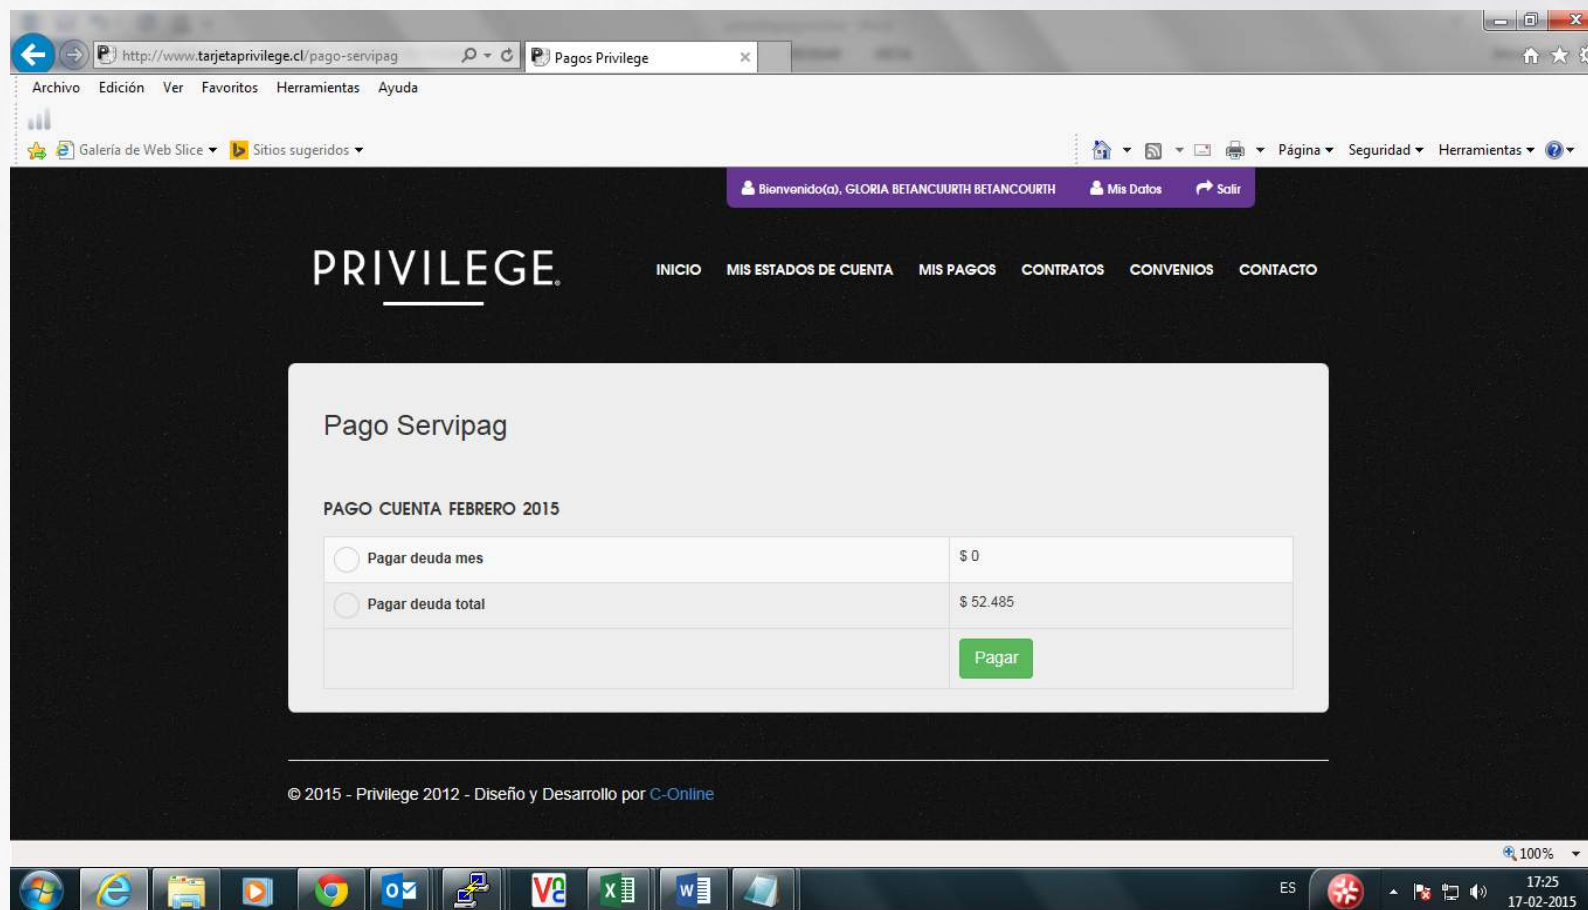 http://www.tarjetaprivilege.cl/pago-servipag
Pagos Privilege
Archivo Edición Ver Favoritos Herramientas Ayuda
Galería de Web Slice Sitios sugeridos Página Seguridad Herramientas
Bienvenido(a), GLORIA BETANCUURTH BETANCOURTH Mis Datos Salir
PRIVILEGE®
INICIO MIS ESTADOS DE CUENTA MIS PAGOS CONTRATOS CONVENIOS CONTACTO
Pago Servipag
PAGO CUENTA FEBRERO 2015
Pagar deuda mes $ 0
Pagar deuda total $ 52.485
Pagar
© 2015 - Privilege 2012 - Diseño y Desarrollo por C-Online
100%
ES 17:25
17-02-2015